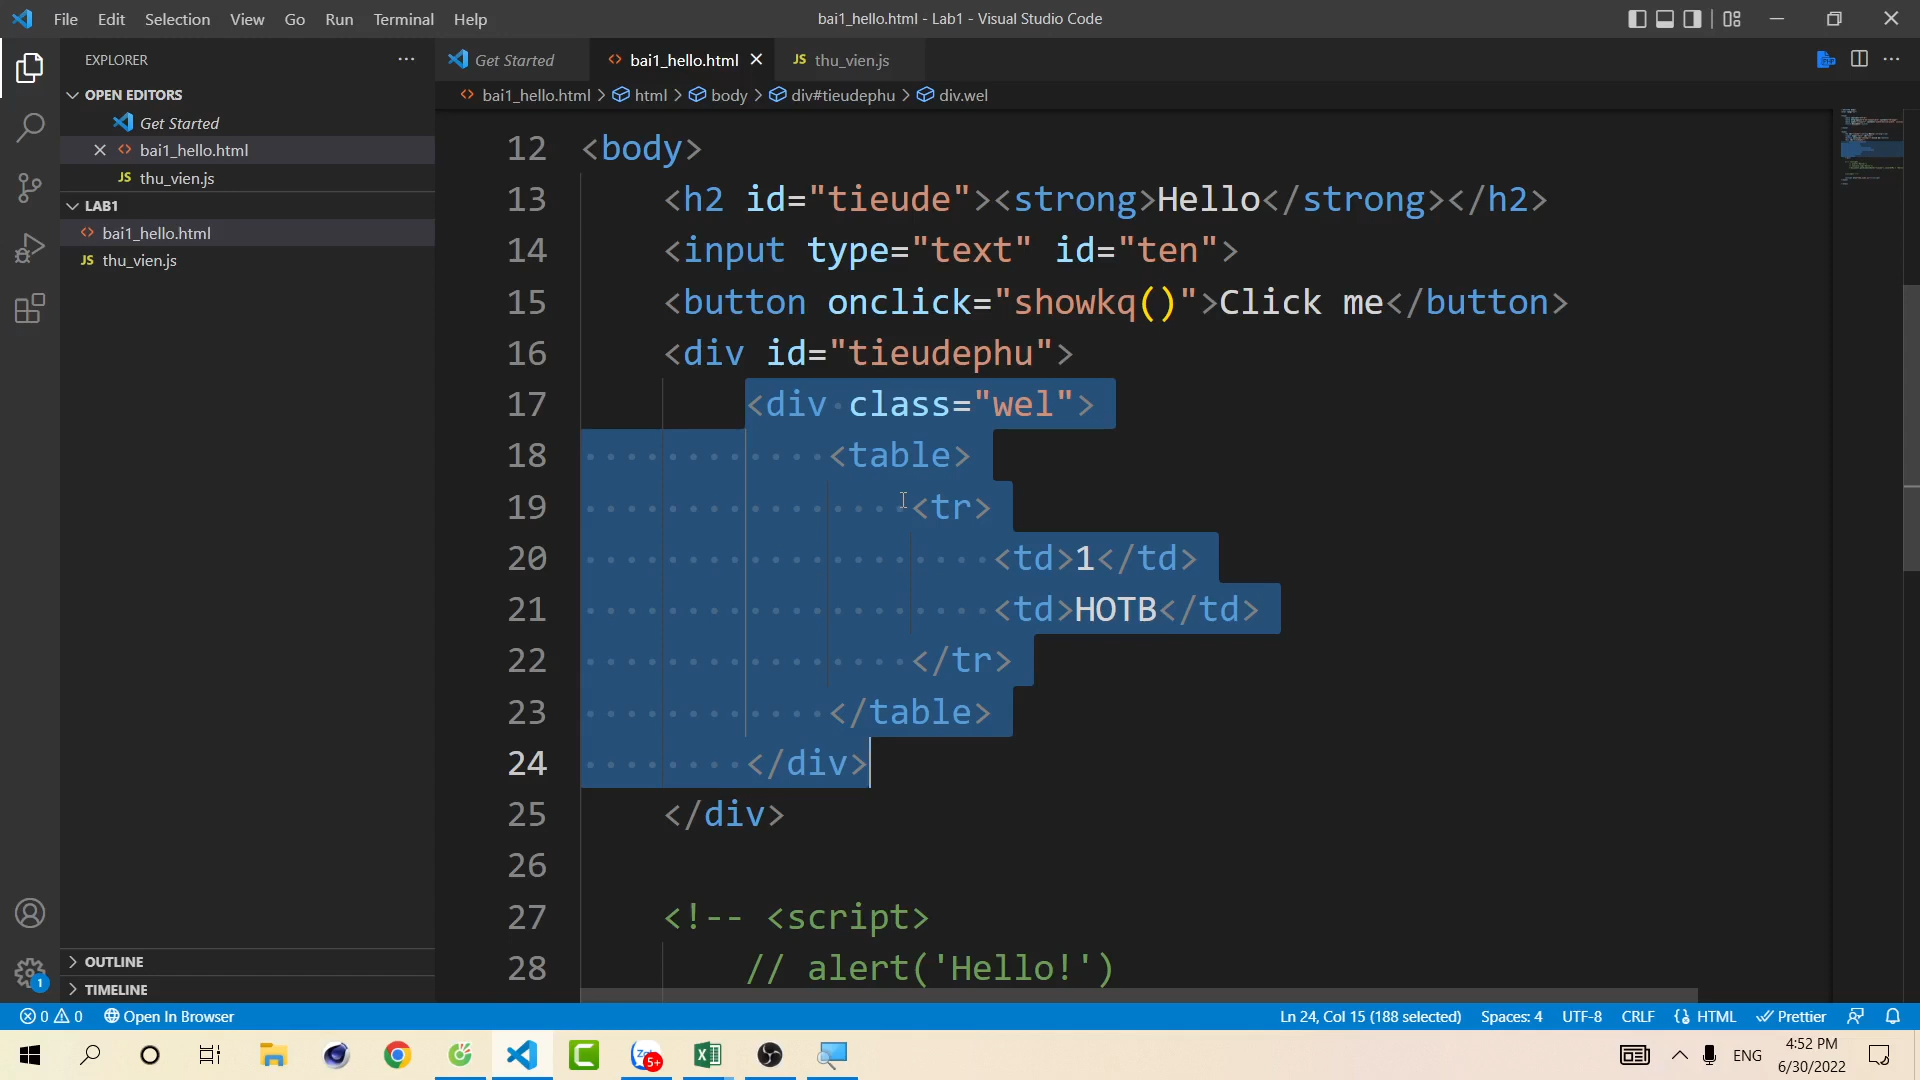 File Edit Selection View Go Run Terminal Help
bai1_hello.html - Lab1 - Visual Studio Code
EXPLORER
OPEN EDITORS
Get Started
bai1_hello.html
JS thu_vien.js
LAB1
bai1_hello.html
JS thu_vien.js
OUTLINE
TIMELINE
Get Started
bai1_hello.html
JS thu_vien.js
bai1_hello.html > html > body > div#tieudephu > div.wel
12 <body>
13 <h2 id="tieude"><strong>Hello</strong></h2>
14 <input type="text" id="ten">
15 <button onclick="showkq()">Click me</button>
16 <div id="tieudephu">
17 <div class="wel">
18 <table>
19 <tr>
20 <td>1</td>
21 <td>HOTB</td>
22 </tr>
23 </table>
24 </div>
25 </div>
26
27 <!-- <script>
28 // alert('Hello!')
1
0 0 Open In Browser
Ln 24, Col 15 (188 selected) Spaces: 4 UTF-8 CRLF HTML Prettier
5+
ENG
4:52 PM
6/30/2022